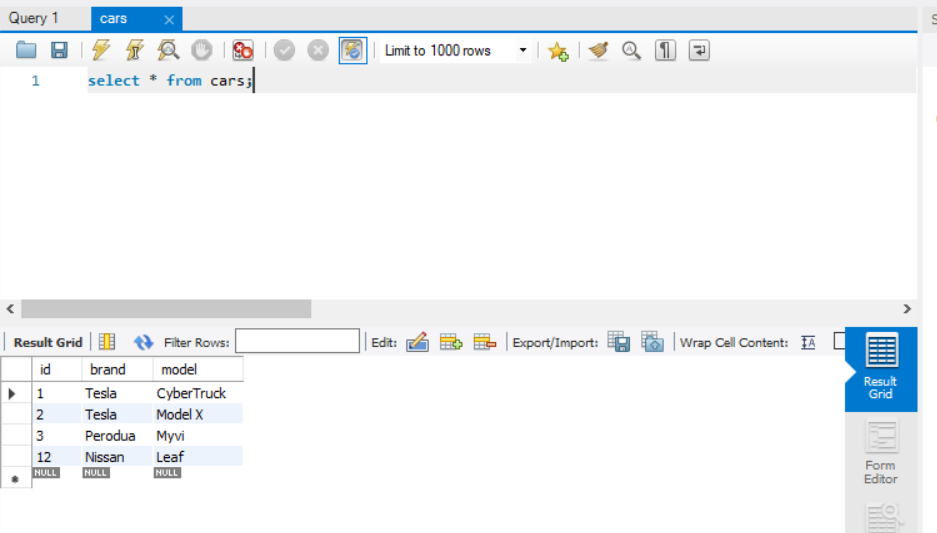 Query 1 cars
Limit to 1000 rows
1 select * from cars;
Result Grid Filter Rows: Edit: Export/Import: Wrap Cell Content:
id brand model
1 Tesla CyberTruck
2 Tesla Model X
3 Perodua Myvi
12 Nissan Leaf
NULL NULL NULL
Result
Grid
Form
Editor